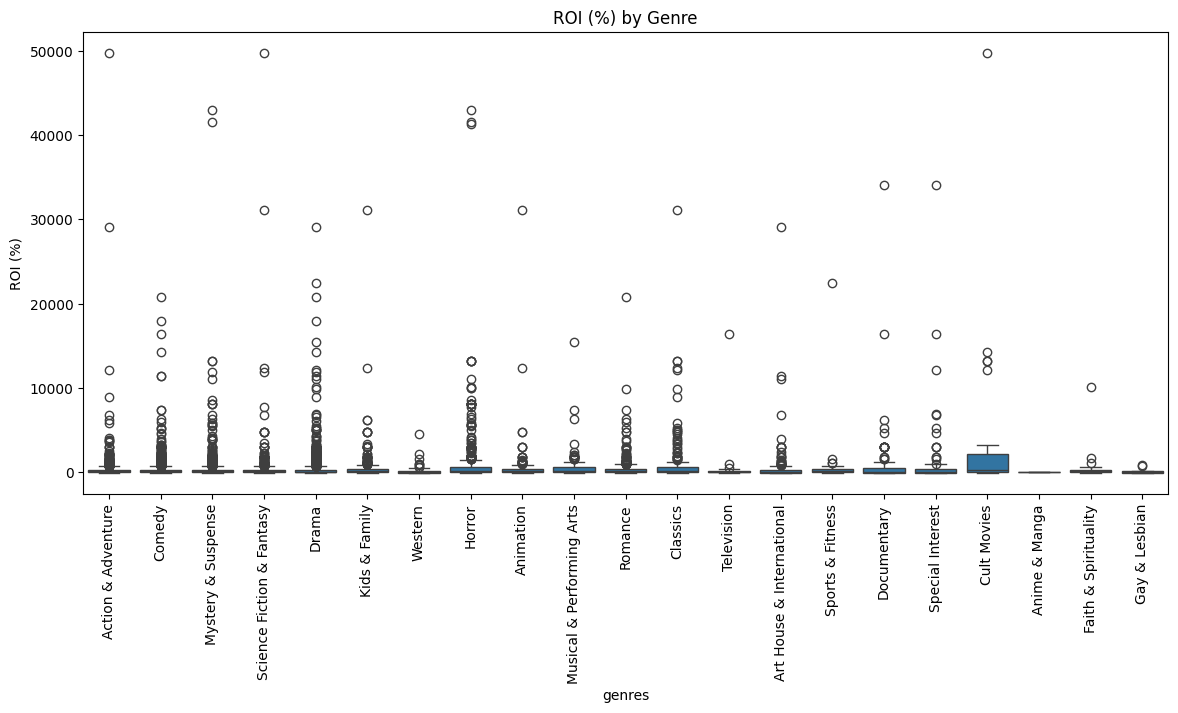 ROI (%) by Genre
50000
40000
30000
20000
10000
0
ROI (%)
Action & Adventure
Comedy
Mystery & Suspense
Science Fiction & Fantasy
Drama
Kids & Family
Western
Horror
Animation
Musical & Performing Arts
Romance
Classics
Television
Art House & International
Sports & Fitness
Documentary
Special Interest
Cult Movies
Anime & Manga
Faith & Spirituality
Gay & Lesbian
genres